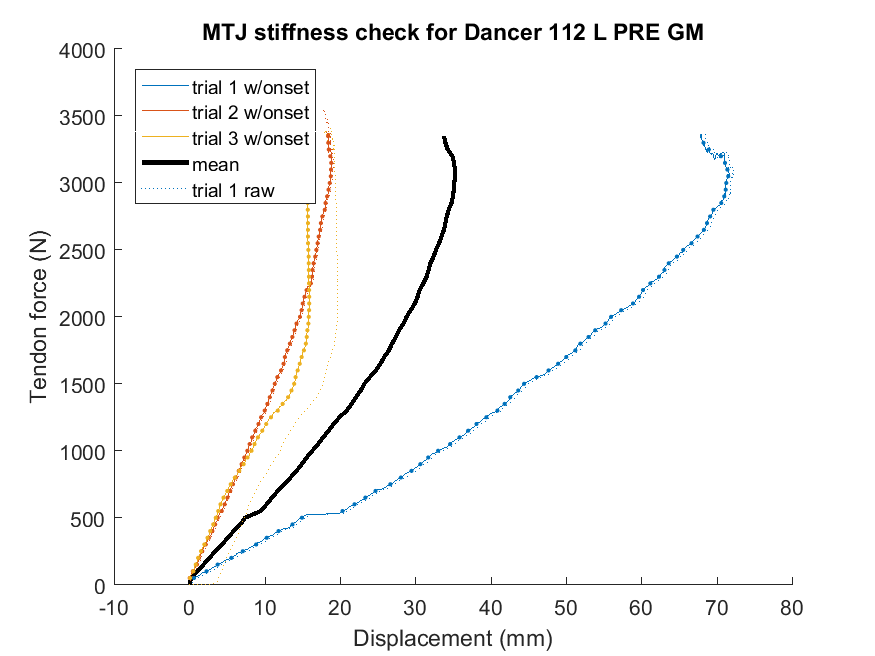 MTJ stiffness check for Dancer 112 L PRE GM
4000
3500
3000
2500
2000
1500
1000
500
0
Tendon force (N)
trial 1 w/onset
trial 2 w/onset
trial 3 w/onset
mean
trial 1 raw
-10 0 10 20 30 40 50 60 70 80
Displacement (mm)